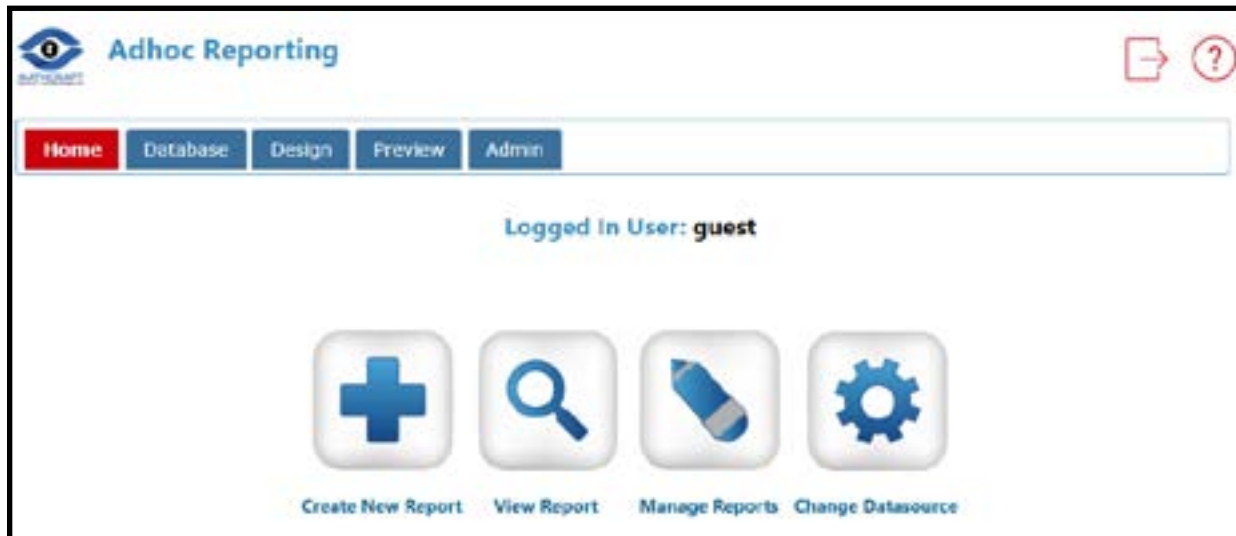 Adhoc Reporting
Home Database Design Preview Admin
Logged In User: guest
Create New Report View Report Manage Reports Change Datasource